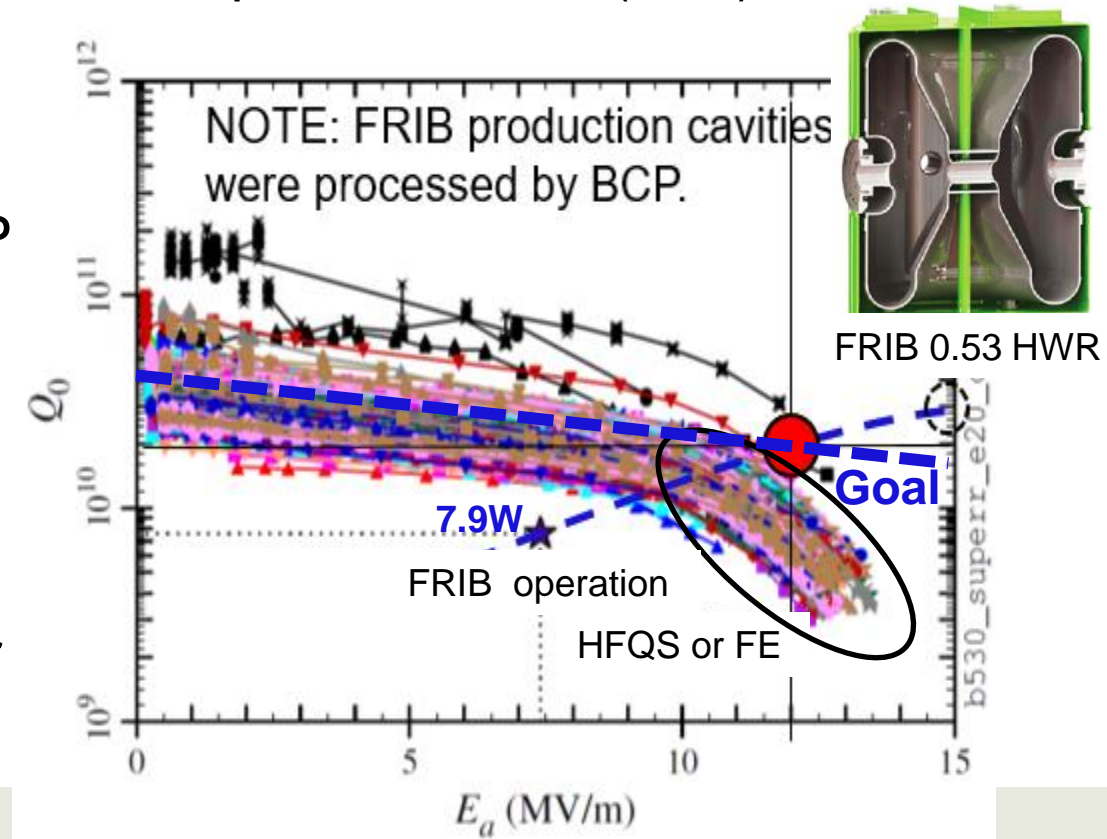 NOTE: FRIB production cavities
were processed by BCP.
FRIB 0.53 HWR
10¹²
10¹¹
10¹⁰
10⁹
Q₀
Goal
7.9W
FRIB operation
HFQS or FE
b530_superr_e20_
0
5
10
15
Eₐ (MV/m)